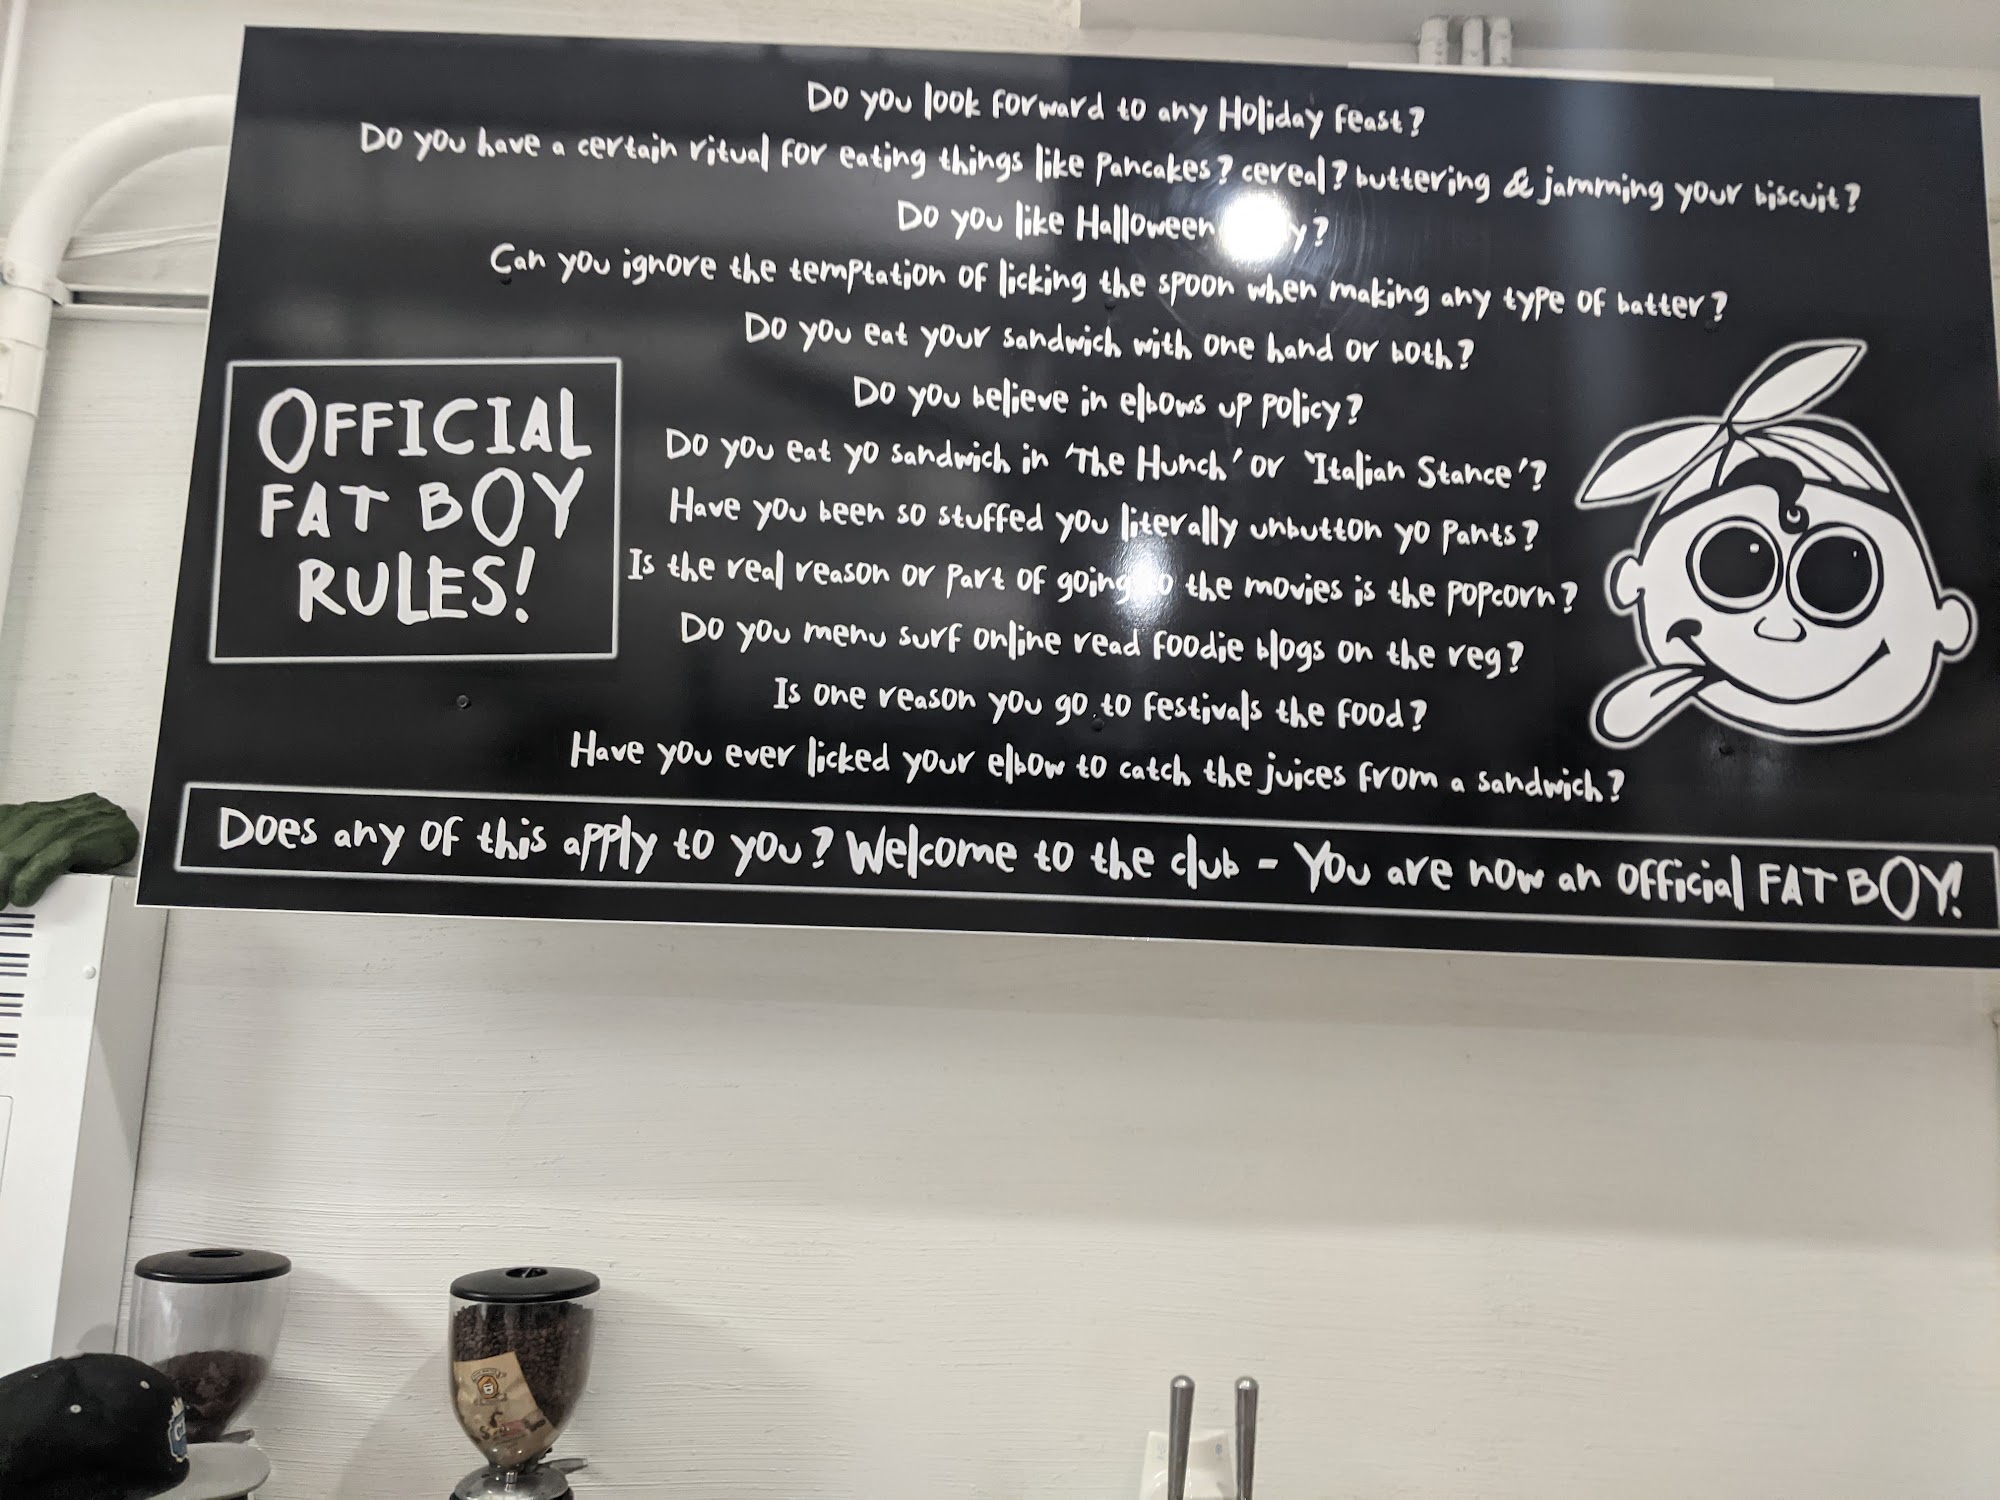 Do you look forward to any Holiday feast?
Do you have a certain ritual for eating things like pancakes? cereal? buttering & jamming your biscuit?
Do you like Halloween
Can you ignore the temptation of licking the spoon when making any type of batter?
Do you eat your sandwich with one hand or both?
Do you believe in elbows up policy?
Do you eat yo sandwich in 'The Hunch' or 'Italian Stance'?
Have you been so stuffed you literally unbutton yo pants?
Is the real reason or part of going to the movies is the popcorn?
Do you menu surf online read foodie blogs on the reg?
Is one reason you go to festivals the food?
Have you ever licked your elbow to catch the juices from a sandwich?
OFFICIAL
FAT BOY
RULES!
Does any of this apply to you? Welcome to the club - You are now an official FAT BOY!